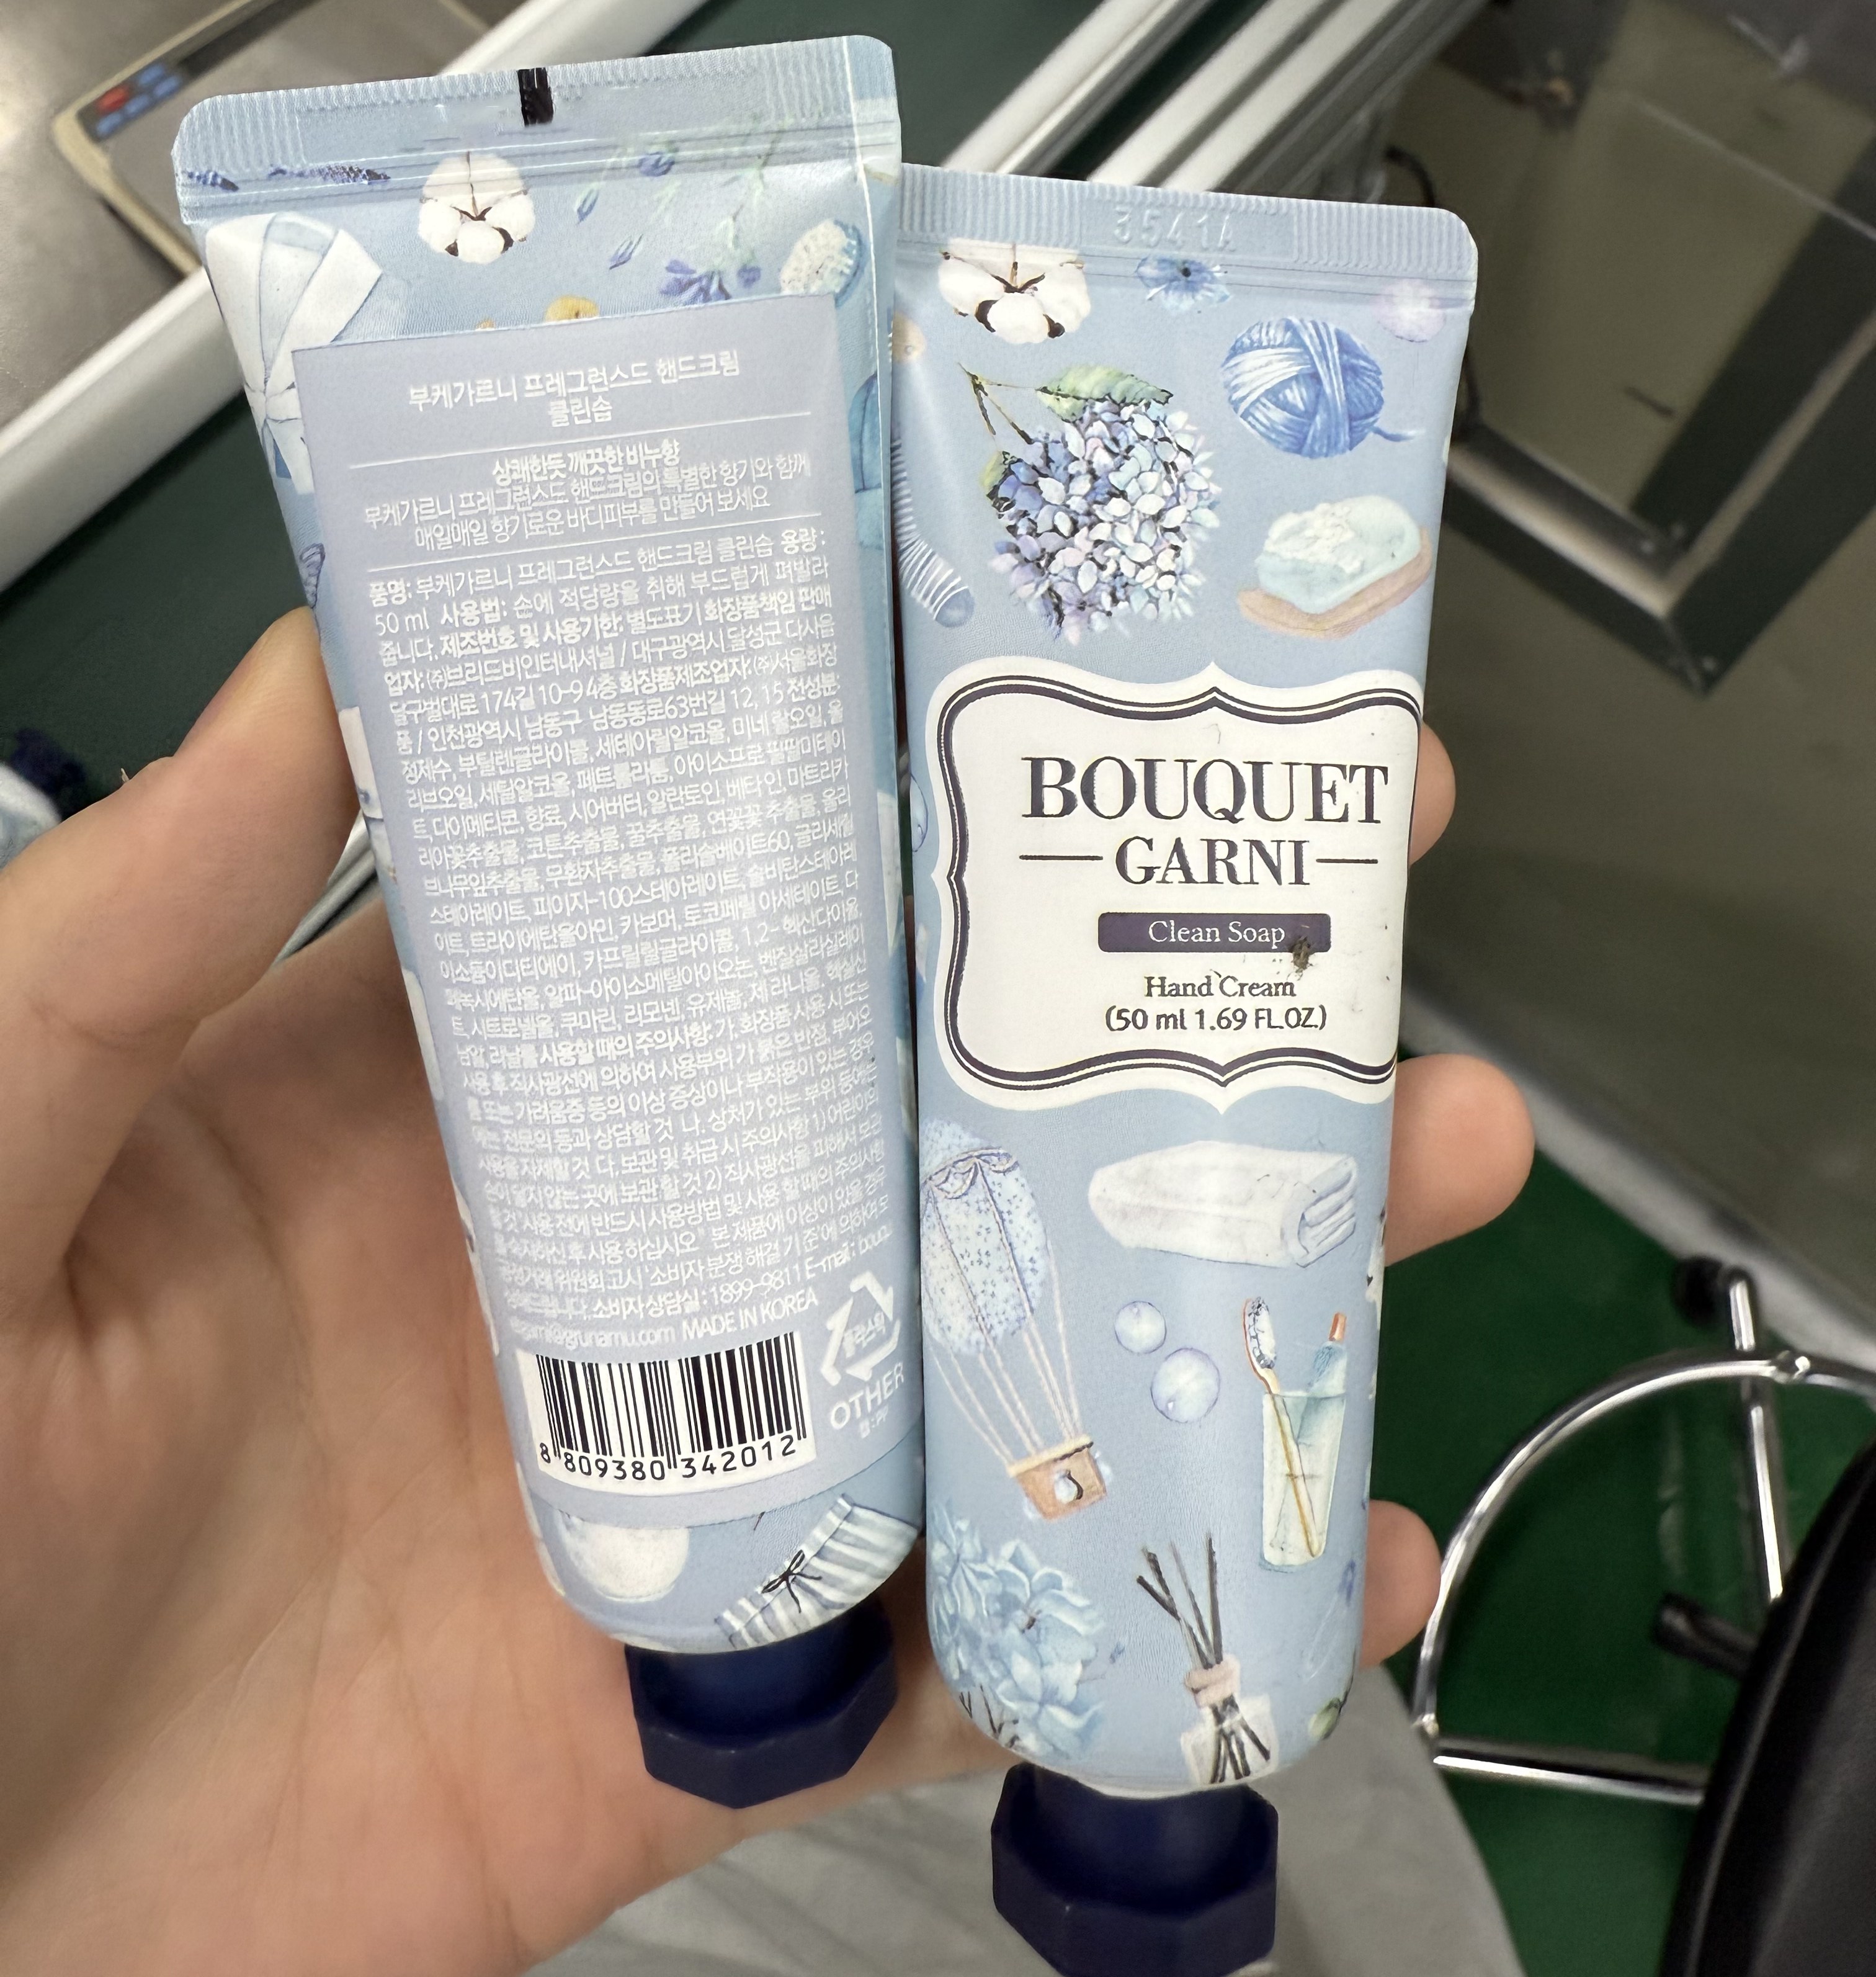 부케가르니 프레그런스드 핸드크림
클린솝
상쾌한듯 깨끗한 비누향
부케가르니 프레그런스드 핸드크림의 특별한 향기와 함께
매일매일 향기로운 바디피부를 만들어 보세요
품명: 부케가르니 프레그런스드 핸드크림 클린솝 용량:
50 ml 사용법: 손에 적당량을 취해 부드럽게 펴발라
줍니다. 제조번호 및 사용기한: 별도표기 화장품책임 판매
업자: (주)브리드비인터내셔널 / 대구광역시 달성군 다사읍
달구벌대로 174길 10-9 4층 화장품제조업자: (주)서울화장
품 / 인천광역시 남동구 남동동로63번길 12, 15 전성분:
정제수, 부틸렌글라이콜, 세테아릴알코올, 미네랄오일, 올
리브오일, 세틸알코올, 페트롤라툼, 아이소프로필팔미테이
트, 다이메티콘, 향료, 시어버터, 알란토인, 베타인, 마트리카
리아꽃추출물, 코튼추출물, 꿀추출물, 연꽃꽃 추출물, 올리
브나무잎추출물, 무환자추출물, 폴리솔베이트60, 글리세릴
스테아레이트, 피이지-100스테아레이트, 솔비탄스테아레
이트, 트라이에탄올아민, 카보머, 토코페릴 아세테이트, 다
이소듐이디티에이, 카프릴릴글라이콜, 1,2-헥산다이올,
페녹시에탄올, 알파-아이소메틸아이오논, 벤질살리실레이
트, 시트로넬올, 쿠마린, 리모넨, 유제놀, 제라니올, 헥실신
남알, 리날룰 사용할 때의 주의사항: 가. 화장품 사용 시 또는
사용 후 직사광선에 의하여 사용부위가 붉은 반점, 부어오
름 또는 가려움증 등의 이상 증상이나 부작용이 있는 경우
에는 전문의 등과 상담할 것 나. 상처가 있는 부위 등에는
사용을 자제할 것 다. 보관 및 취급 시 주의사항 1) 어린이의
손이 닿지 않는 곳에 보관 할 것 2) 직사광선을 피해서 보관
할 것 사용 전에 반드시 사용방법 및 사용 할 때의 주의사항
을 숙지하신 후 사용 하십시오 본 제품에 이상이 있을 경우
공정거래 위원회 고시 '소비자 분쟁 해결 기준'에 의하여 보
상해드립니다. 소비자상담실: 1899-9811 E-mail: bouqu
egarni@grunamu.com MADE IN KOREA
플라스틱
OTHER
캡:PP
8 809380 342012
3541A
BOUQUET
GARNI
Clean Soap
Hand Cream
(50 ml 1.69 FL.OZ.)